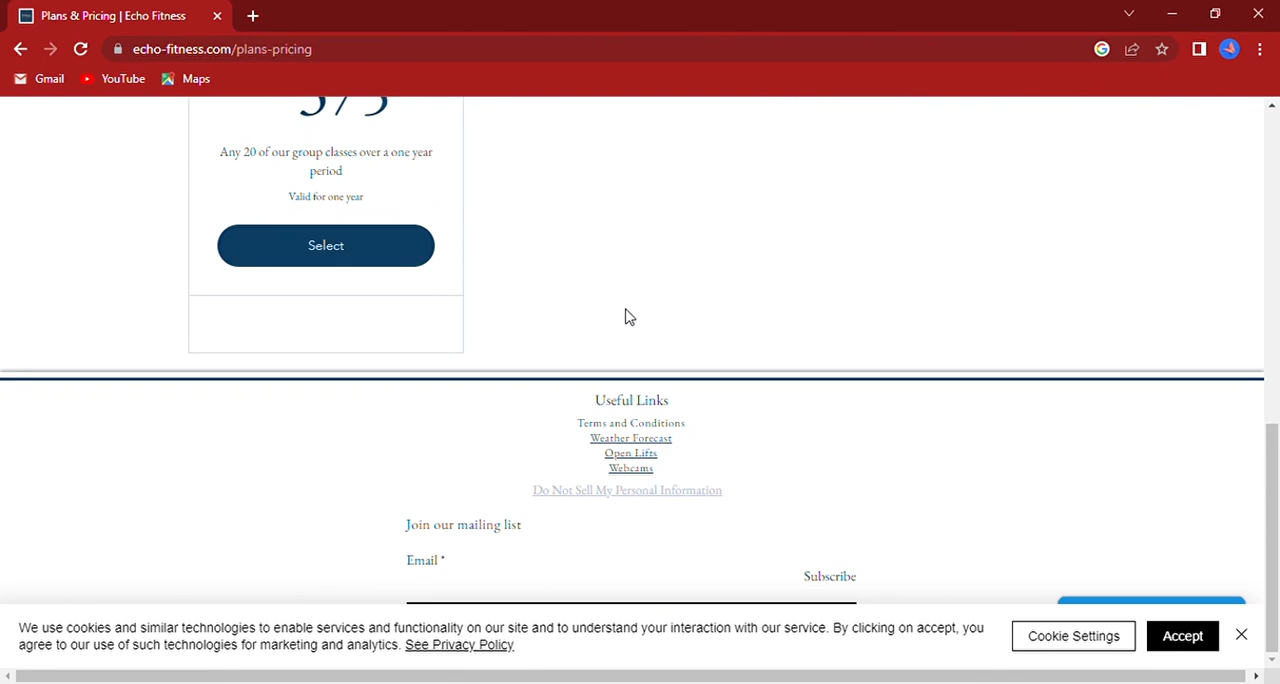 Plans & Pricing | Echo Fitness
echo-fitness.com/plans-pricing
Gmail
YouTube
Maps
Any 20 of our group classes over a one year
period
Valid for one year
Select
Useful Links
Terms and Conditions
Weather Forecast
Open Lifts
Webcams
Do Not Sell My Personal Information
Join our mailing list
Email *
Subscribe
We use cookies and similar technologies to enable services and functionality on our site and to understand your interaction with our service. By clicking on accept, you
agree to our use of such technologies for marketing and analytics. See Privacy Policy
Cookie Settings
Accept